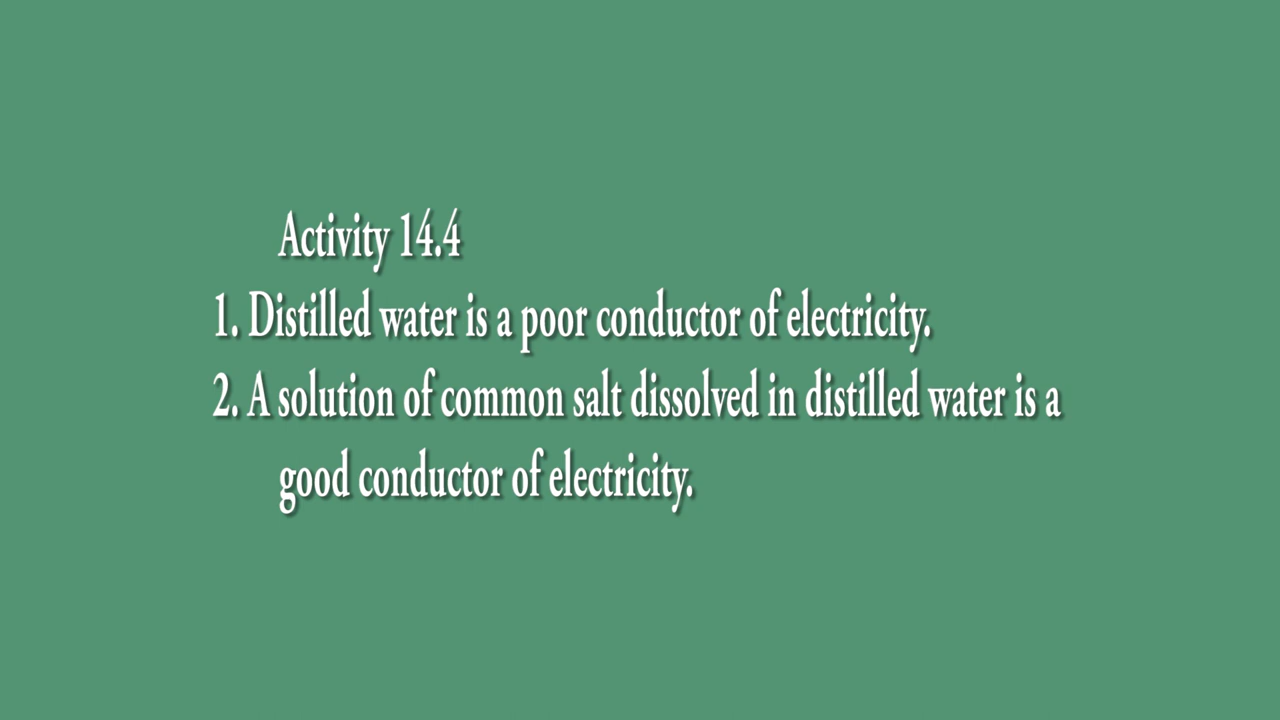 Activity 14.4
1. Distilled water is a poor conductor of electricity.
2. A solution of common salt dissolved in distilled water is a
good conductor of electricity.